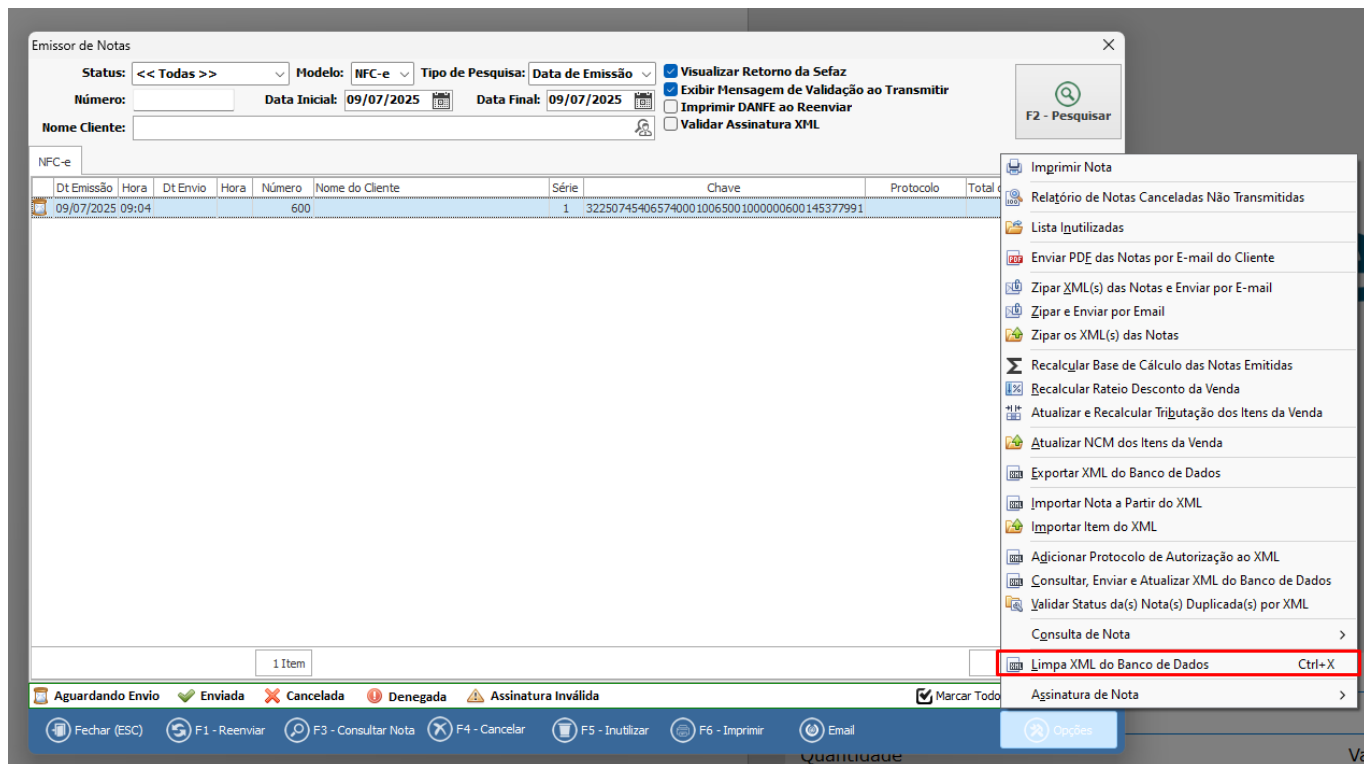 Emissor de Notas
Status: << Todas >> Modelo: NFC-e Tipo de Pesquisa: Data de Emissão
Visualizar Retorno da Sefaz
Exibir Mensagem de Validação ao Transmitir
Número: Data Inicial: 09/07/2025 Data Final: 09/07/2025
Imprimir DANFE ao Reenviar
Nome Cliente:
Validar Assinatura XML
F2 - Pesquisar
NFC-e
Dt Emissão Hora Dt Envio Hora Número Nome do Cliente Série Chave Protocolo Total
09/07/2025 09:04 600 1 3225074540657400010065001000000600145377991
Imprimir Nota
Relatório de Notas Canceladas Não Transmitidas
Lista Inutilizadas
Enviar PDF das Notas por E-mail do Cliente
Zipar XML(s) das Notas e Enviar por E-mail
Zipar e Enviar por Email
Zipar os XML(s) das Notas
Recalcular Base de Cálculo das Notas Emitidas
Recalcular Rateio Desconto da Venda
Atualizar e Recalcular Tributação dos Itens da Venda
Atualizar NCM dos Itens da Venda
Exportar XML do Banco de Dados
Importar Nota a Partir do XML
Importar Item do XML
Adicionar Protocolo de Autorização ao XML
Consultar, Enviar e Atualizar XML do Banco de Dados
Validar Status da(s) Nota(s) Duplicada(s) por XML
Consulta de Nota >
Limpa XML do Banco de Dados Ctrl+X
Assinatura de Nota >
1 Item
Aguardando Envio Enviada Cancelada Denegada Assinatura Inválida Marcar Todo
Fechar (ESC) F1 - Reenviar F3 - Consultar Nota F4 - Cancelar F5 - Inutilizar F6 - Imprimir Email Opções
Quantidade Va